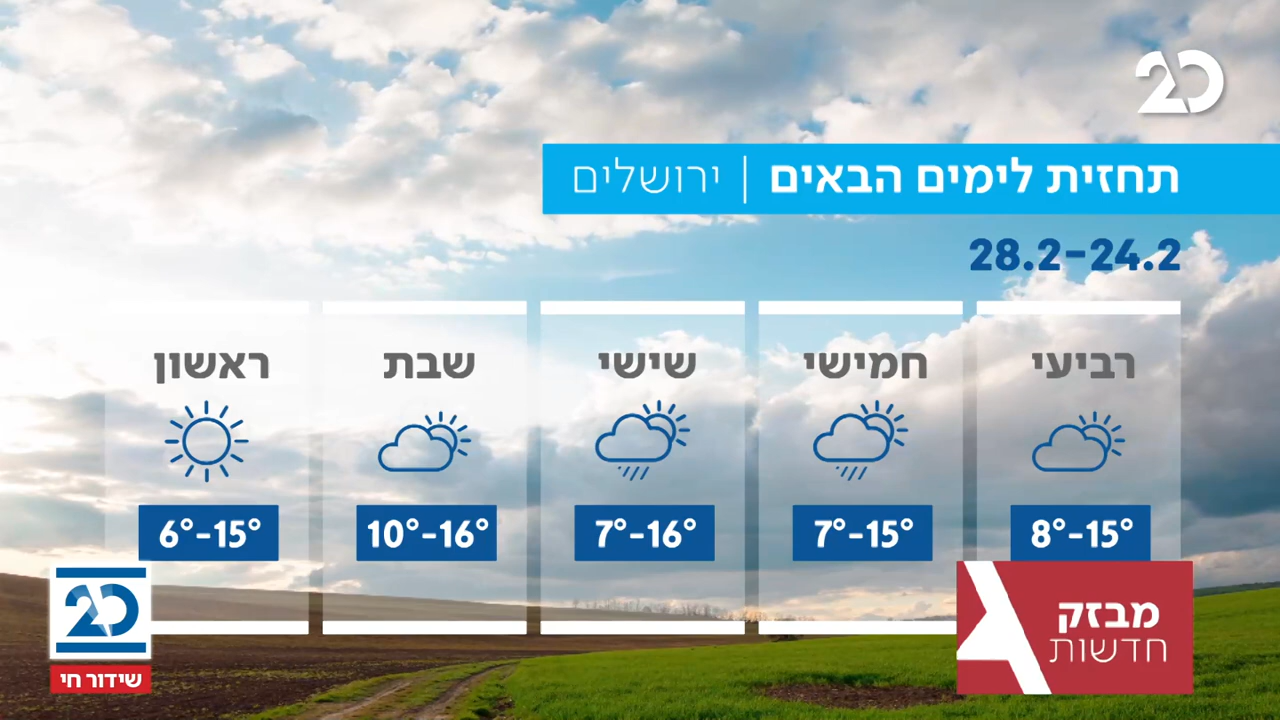 20
תחזית לימים הבאים | ירושלים
28.2-24.2
רביעי
8°-15°
חמישי
7°-15°
שישי
7°-16°
שבת
10°-16°
ראשון
6°-15°
מבזק
חדשות
20
שידור חי